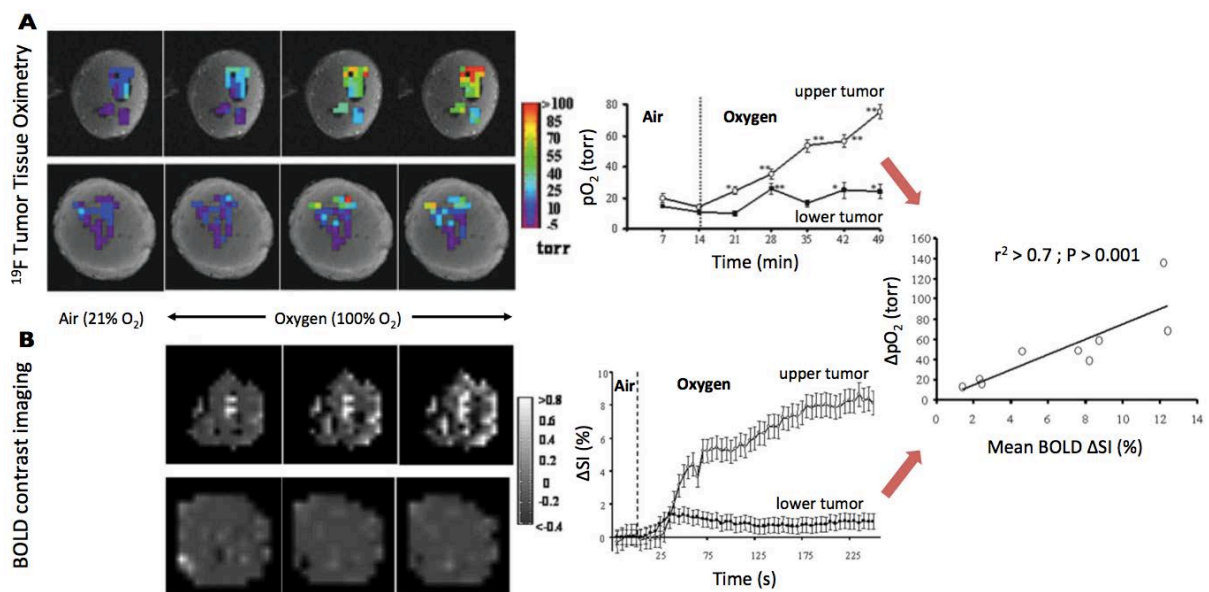 A
¹⁹F Tumor Tissue Oximetry
>100
85
70
55
40
25
10
-5
torr
Air (21% O₂)
Oxygen (100% O₂)
upper tumor
Air
Oxygen
lower tumor
pO₂ (torr)
80
60
40
20
0
* ** ** ** **
** * *
7 14 21 28 35 42 49
Time (min)
r² > 0.7 ; P > 0.001
ΔpO₂ (torr)
160
140
120
100
80
60
40
20
0
0 2 4 6 8 10 12 14
Mean BOLD ΔSI (%)
B
BOLD contrast imaging
>0.8
0.6
0.4
0.2
0
-0.2
<-0.4
upper tumor
Air
Oxygen
lower tumor
ΔSI (%)
10
8
6
4
2
0
25 75 125 175 225
Time (s)